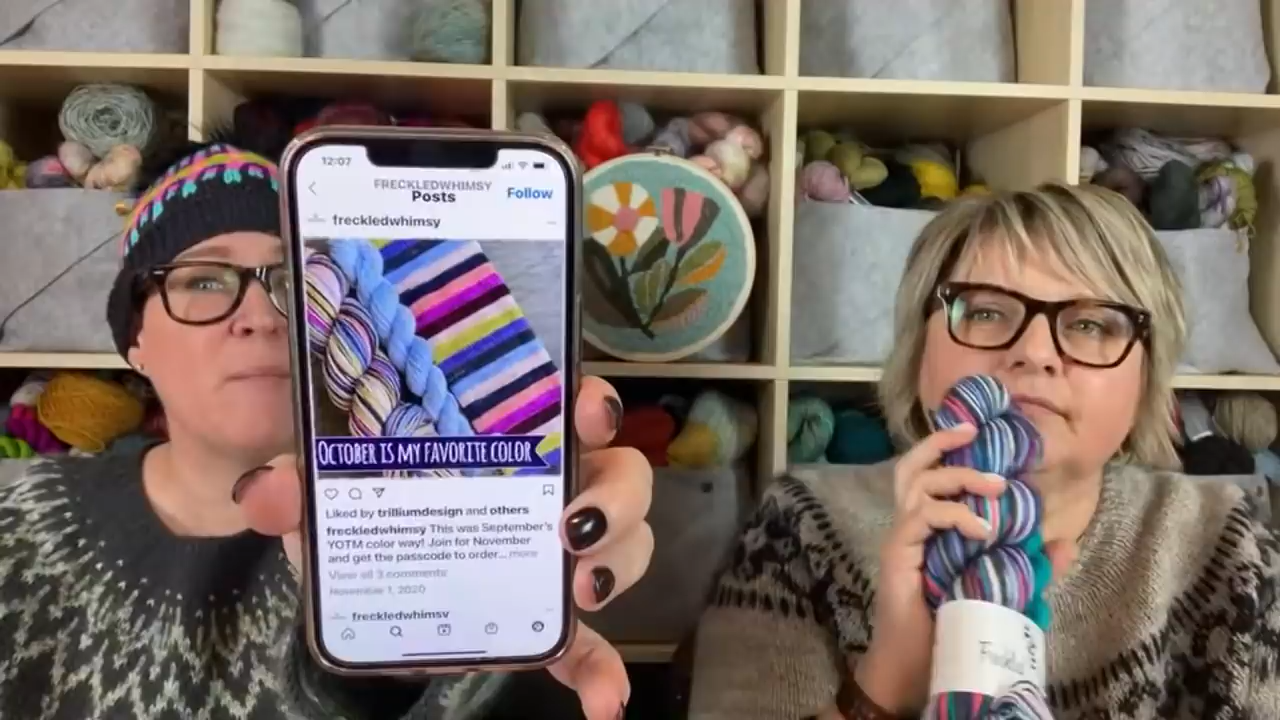 12:07
FRECKLEDWHIMSY
Posts
Follow
freckledwhimsy
OCTOBER IS MY FAVORITE COLOR
Liked by trilliumdesign and others
freckledwhimsy This was September's
YOTM color way! Join for November
and get the passcode to order... more
View all 3 comments
November 1, 2020
freckledwhimsy